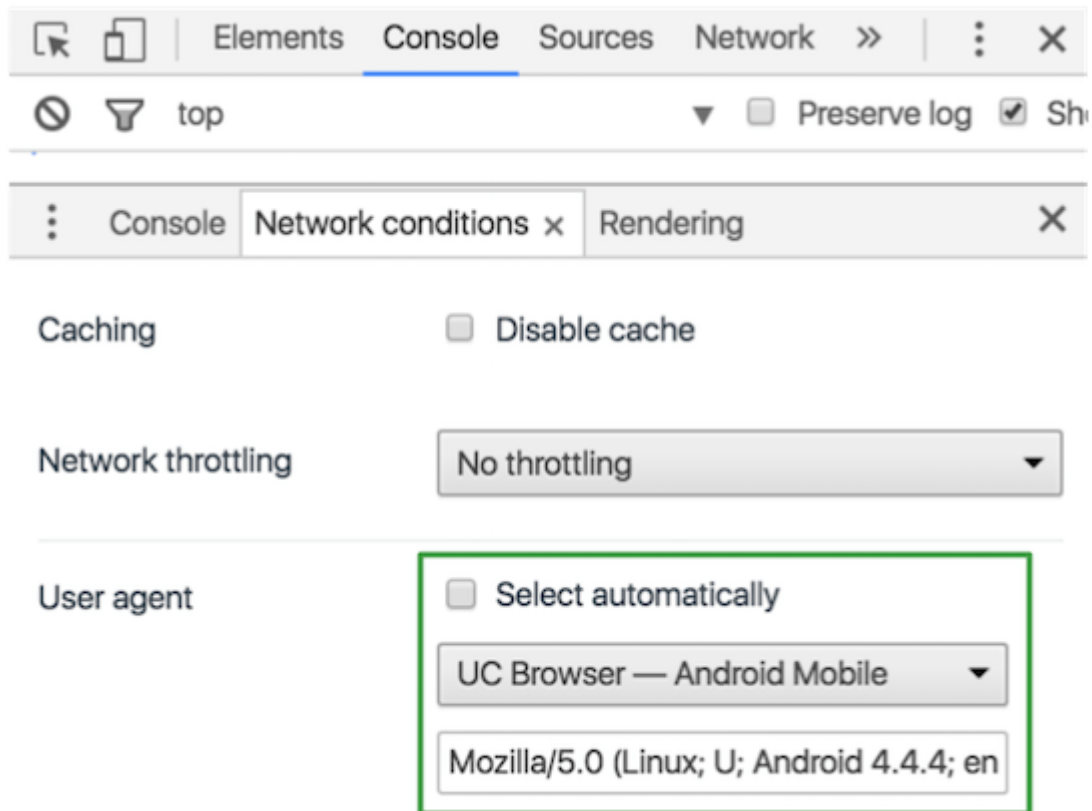 Elements Console Sources Network »
top Preserve log
Console Network conditions × Rendering
Caching Disable cache
Network throttling No throttling
User agent Select automatically
UC Browser — Android Mobile
Mozilla/5.0 (Linux; U; Android 4.4.4; en